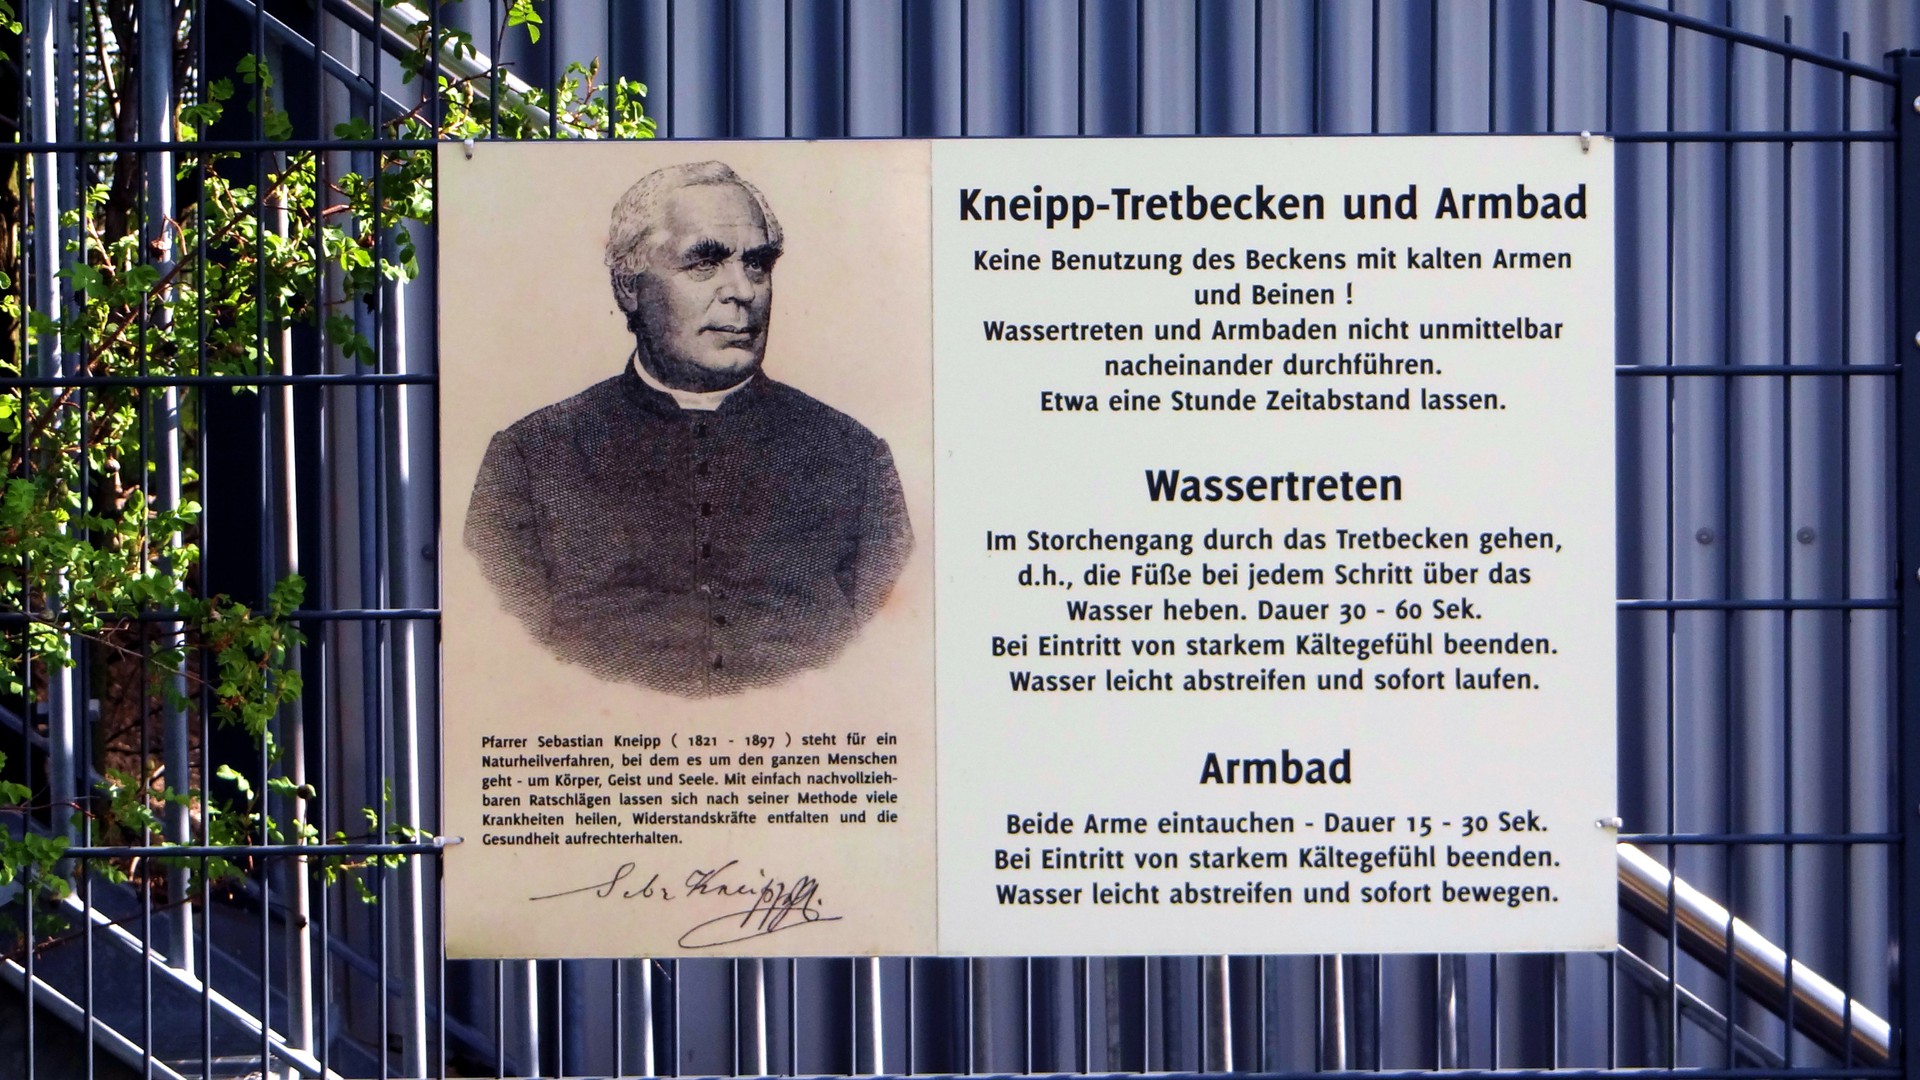 Pfarrer Sebastian Kneipp ( 1821 - 1897 ) steht für ein
Naturheilverfahren, bei dem es um den ganzen Menschen
geht - um Körper, Geist und Seele. Mit einfach nachvollzieh-
baren Ratschlägen lassen sich nach seiner Methode viele
Krankheiten heilen, Widerstandskräfte entfalten und die
Gesundheit aufrechterhalten.
Seb. Kneipp
Kneipp-Tretbecken und Armbad
Keine Benutzung des Beckens mit kalten Armen
und Beinen !
Wassertreten und Armbaden nicht unmittelbar
nacheinander durchführen.
Etwa eine Stunde Zeitabstand lassen.
Wassertreten
Im Storchengang durch das Tretbecken gehen,
d.h., die Füße bei jedem Schritt über das
Wasser heben. Dauer 30 - 60 Sek.
Bei Eintritt von starkem Kältegefühl beenden.
Wasser leicht abstreifen und sofort laufen.
Armbad
Beide Arme eintauchen - Dauer 15 - 30 Sek.
Bei Eintritt von starkem Kältegefühl beenden.
Wasser leicht abstreifen und sofort bewegen.